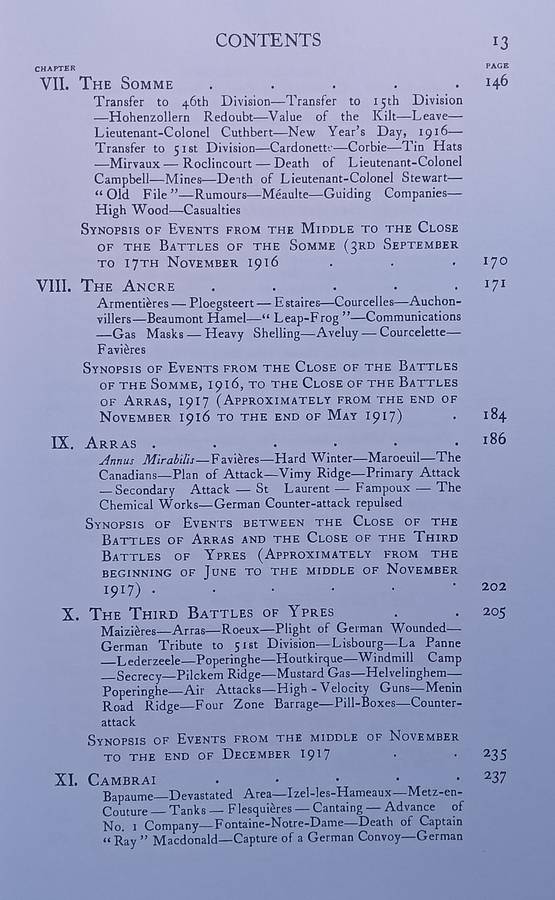 CONTENTS 13
CHAPTER PAGE
VII. THE SOMME . . . . . 146
Transfer to 46th Division—Transfer to 15th Division
—Hohenzollern Redoubt—Value of the Kilt—Leave—
Lieutenant-Colonel Cuthbert—New Year's Day, 1916—
Transfer to 51st Division—Cardonette—Corbie—Tin Hats
—Mirvaux — Roclincourt — Death of Lieutenant-Colonel
Campbell—Mines—Death of Lieutenant-Colonel Stewart—
"Old File"—Rumours—Méaulte—Guiding Companies—
High Wood—Casualties
SYNOPSIS OF EVENTS FROM THE MIDDLE TO THE CLOSE
OF THE BATTLES OF THE SOMME (3RD SEPTEMBER
TO 17TH NOVEMBER 1916 . . . 170
VIII. THE ANCRE . . . . . 171
Armentières — Ploegsteert — Estaires—Courcelles—Auchon-
villers—Beaumont Hamel—"Leap-Frog"—Communications
—Gas Masks — Heavy Shelling—Aveluy — Courcelette—
Favières
SYNOPSIS OF EVENTS FROM THE CLOSE OF THE BATTLES
OF THE SOMME, 1916, TO THE CLOSE OF THE BATTLES
OF ARRAS, 1917 (APPROXIMATELY FROM THE END OF
NOVEMBER 1916 TO THE END OF MAY 1917) . 184
IX. ARRAS . . . . . . 186
Annus Mirabilis—Favières—Hard Winter—Maroeuil—The
Canadians—Plan of Attack—Vimy Ridge—Primary Attack
—Secondary Attack — St Laurent — Fampoux — The
Chemical Works—German Counter-attack repulsed
SYNOPSIS OF EVENTS BETWEEN THE CLOSE OF THE
BATTLES OF ARRAS AND THE CLOSE OF THE THIRD
BATTLES OF YPRES (APPROXIMATELY FROM THE
BEGINNING OF JUNE TO THE MIDDLE OF NOVEMBER
1917) . . . . . . 202
X. THE THIRD BATTLES OF YPRES . . 205
Maizières—Arras—Roeux—Plight of German Wounded—
German Tribute to 51st Division—Lisbourg—La Panne
—Lederzeele—Poperinghe—Houtkirque—Windmill Camp
—Secrecy—Pilckem Ridge—Mustard Gas—Helvelinghem—
Poperinghe—Air Attacks—High-Velocity Guns—Menin
Road Ridge—Four Zone Barrage—Pill-Boxes—Counter-
attack
SYNOPSIS OF EVENTS FROM THE MIDDLE OF NOVEMBER
TO THE END OF DECEMBER 1917 . . 235
XI. CAMBRAI . . . . . 237
Bapaume—Devastated Area—Izel-les-Hameaux—Metz-en-
Couture — Tanks — Flesquières — Cantaing — Advance of
No. 1 Company—Fontaine-Notre-Dame—Death of Captain
"Ray" Macdonald—Capture of a German Convoy—German